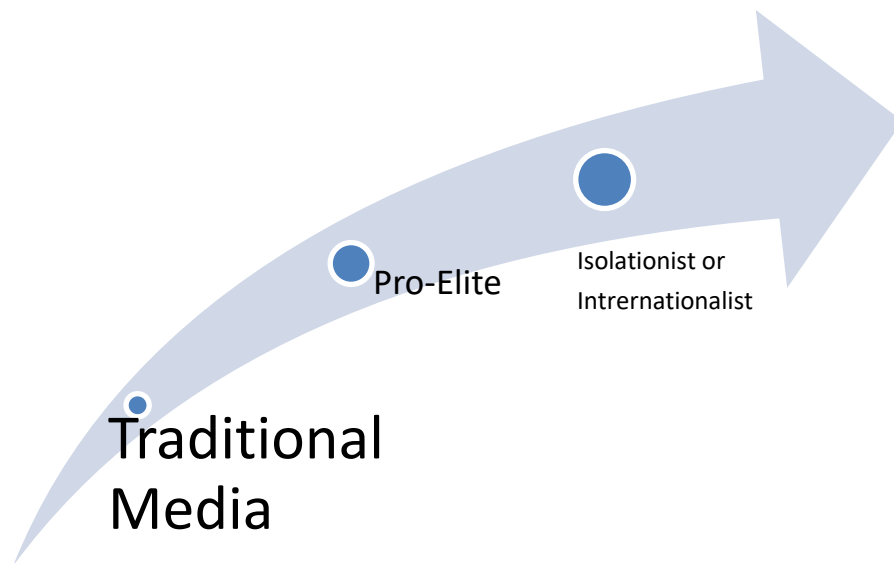 Traditional
Media
Pro-Elite
Isolationist or
Intrernationalist